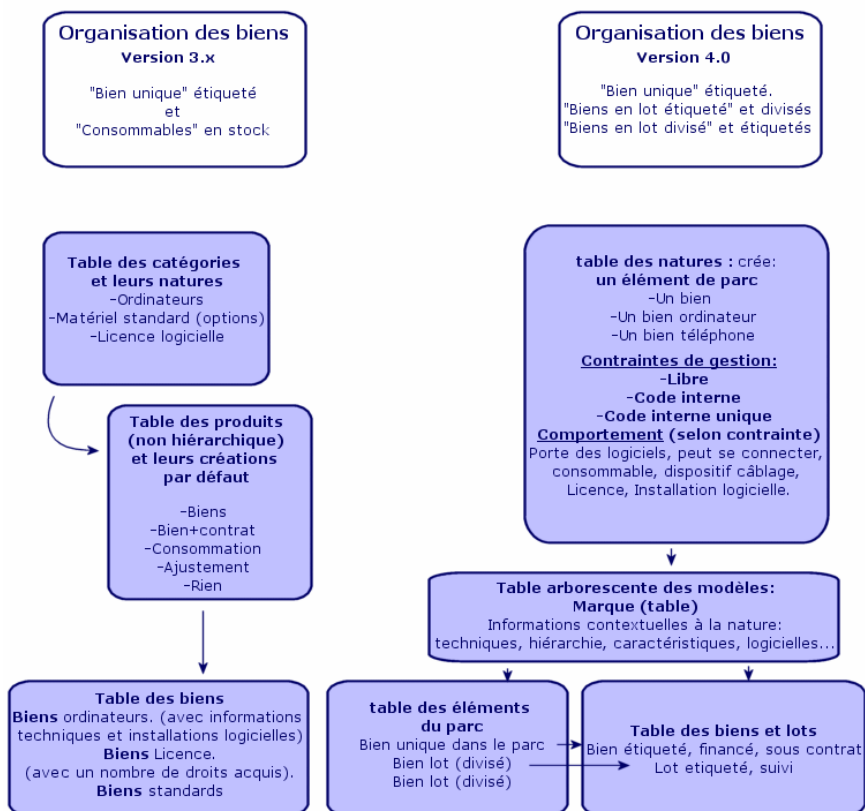 Organisation des biens
Version 3.x
"Bien unique" étiqueté
et
"Consommables" en stock
Organisation des biens
Version 4.0
"Bien unique" étiqueté.
"Biens en lot étiqueté" et divisés
"Biens en lot divisé" et étiquetés
Table des catégories
et leurs natures
-Ordinateurs
-Matériel standard (options)
-Licence logicielle
Table des produits
(non hiérarchique)
et leurs créations
par défaut
-Biens
-Bien+contrat
-Consommation
-Ajustement
-Rien
Table des biens
Biens ordinateurs. (avec informations
techniques et installations logicielles)
Biens Licence.
(avec un nombre de droits acquis).
Biens standards
table des natures : crée:
un élément de parc
-Un bien
-Un bien ordinateur
-Un bien téléphone
Contraintes de gestion:
-Libre
-Code interne
-Code interne unique
Comportement (selon contrainte)
Porte des logiciels, peut se connecter,
consommable, dispositif câblage,
Licence, Installation logicielle.
Table arborescente des modèles:
Marque (table)
Informations contextuelles à la nature:
techniques, hiérarchie, caractéristiques, logicielles...
table des éléments
du parc
Bien unique dans le parc
Bien lot (divisé)
Bien lot (divisé)
Table des biens et lots
Bien étiqueté, financé, sous contrat
Lot etiqueté, suivi